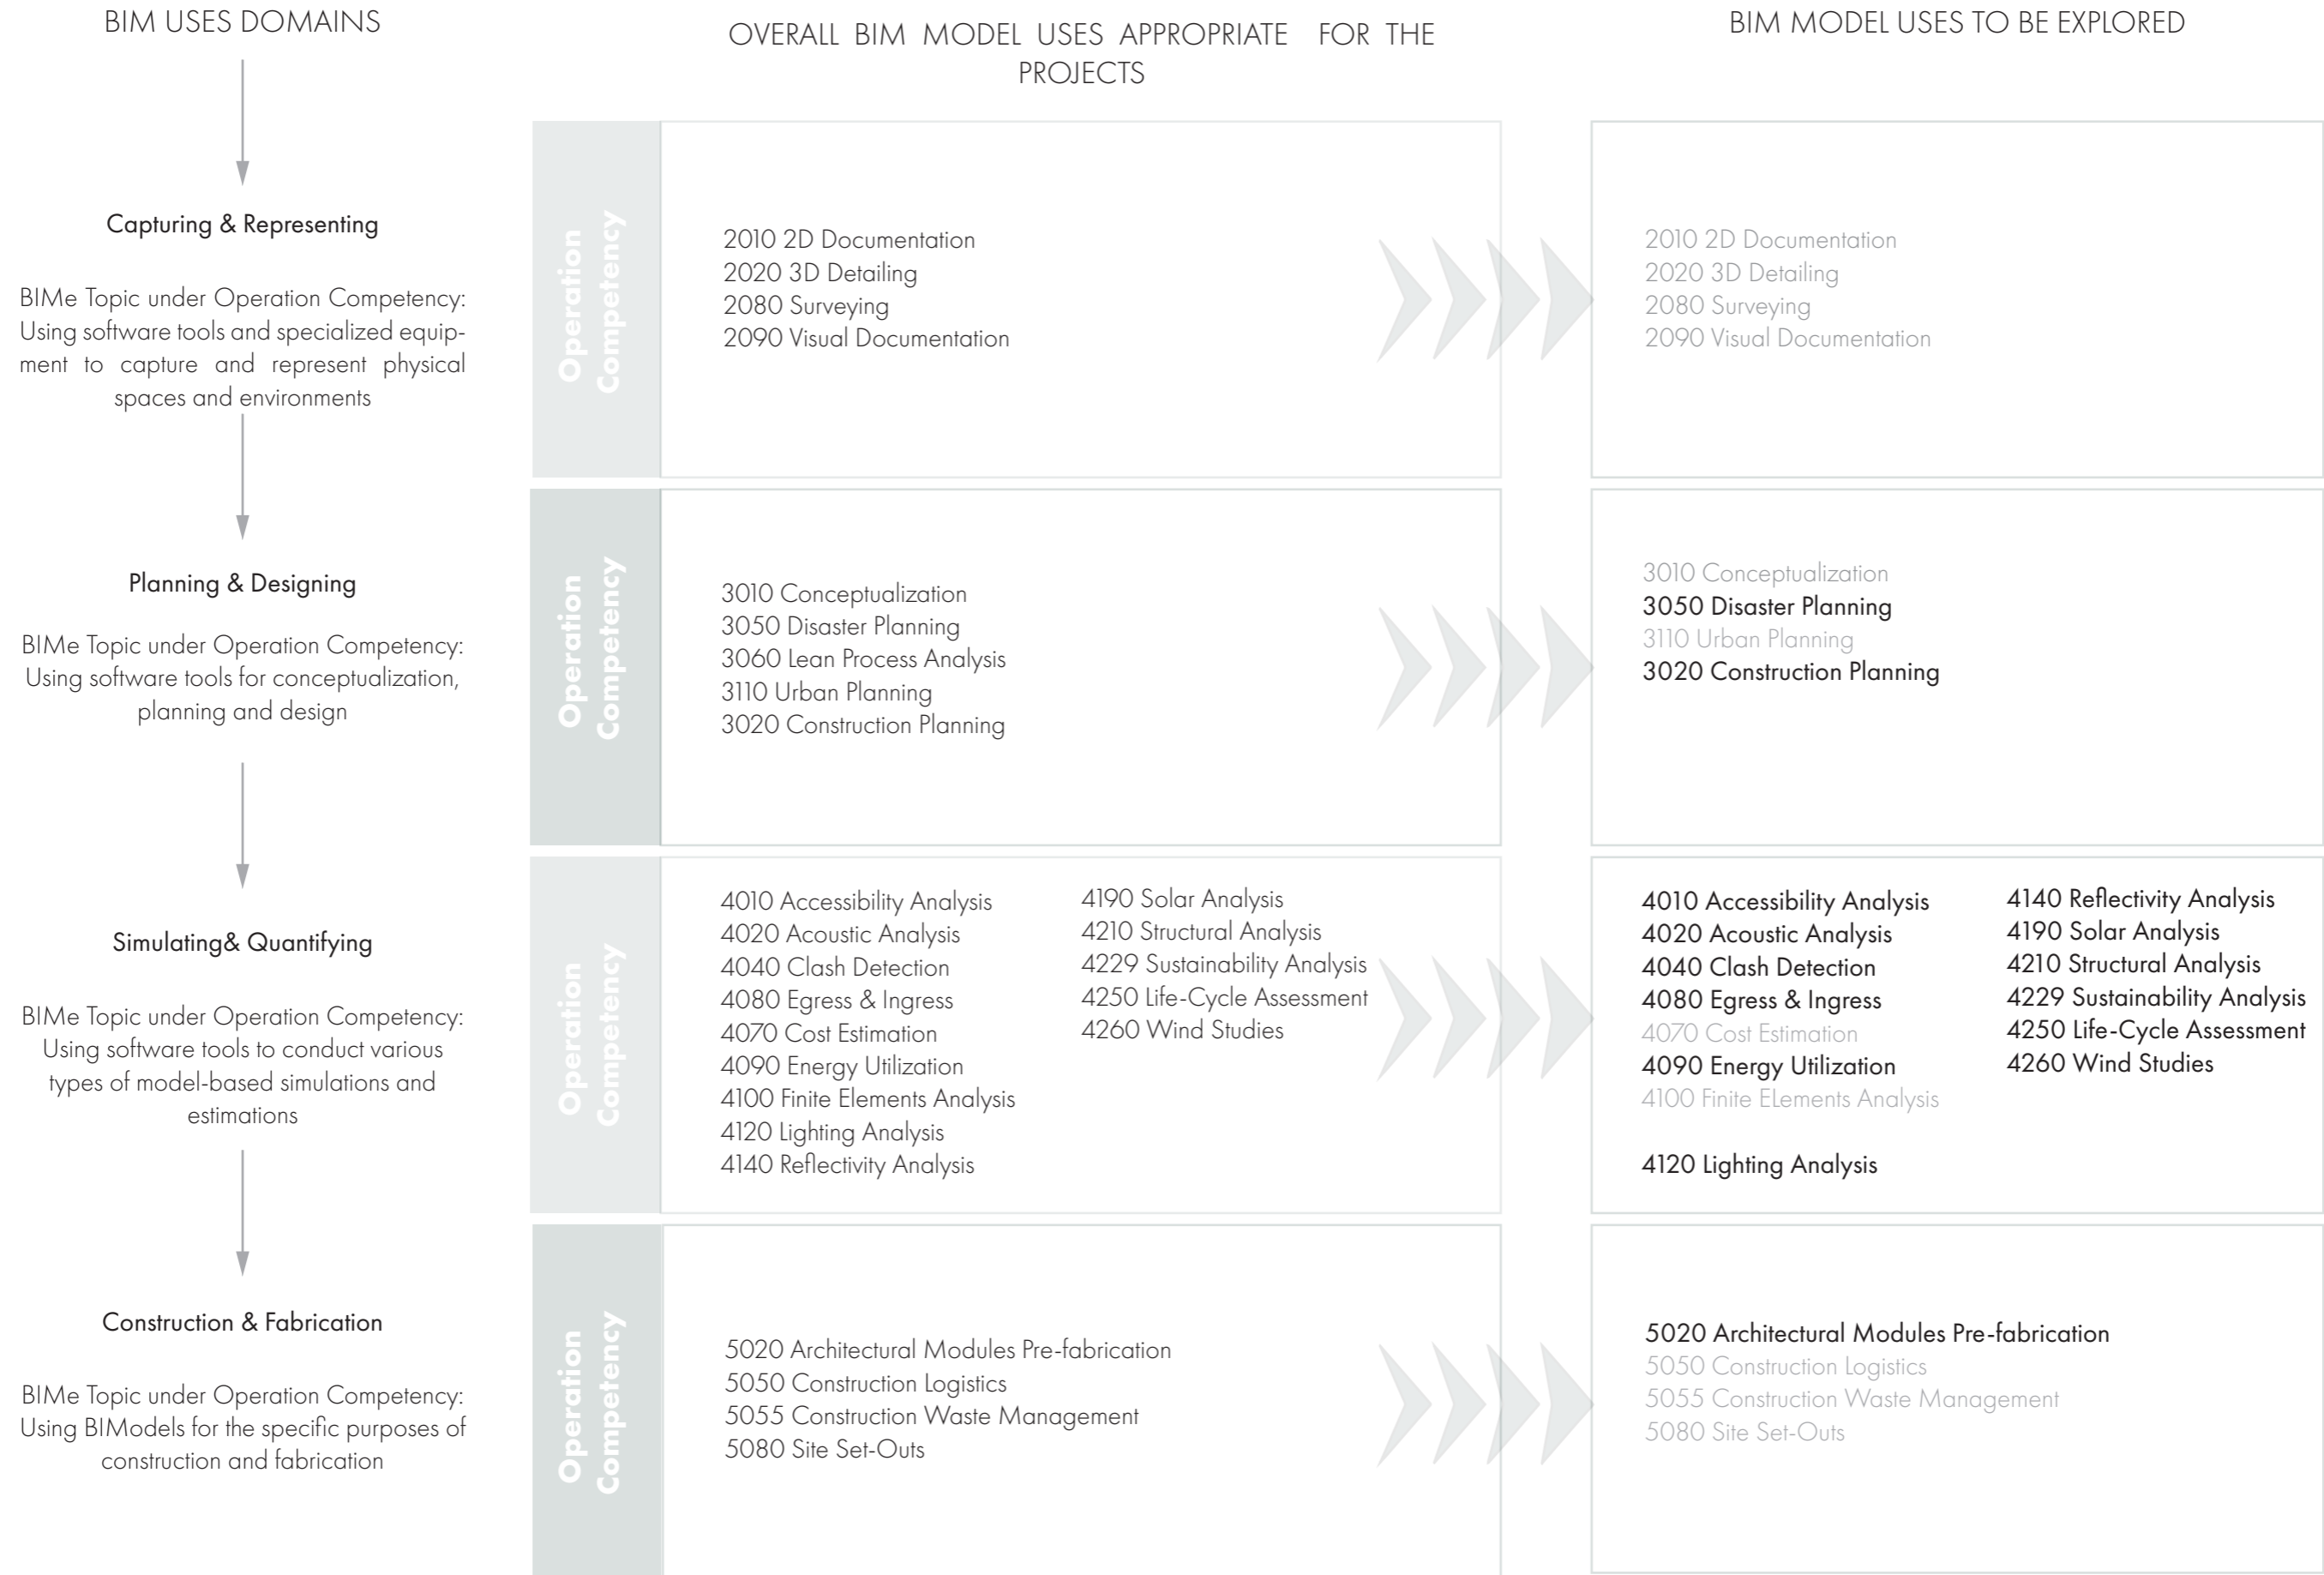 BIM USES DOMAINS
OVERALL BIM MODEL USES APPROPRIATE FOR THE
PROJECTS
BIM MODEL USES TO BE EXPLORED
Capturing & Representing
BIMe Topic under Operation Competency:
Using software tools and specialized equip-
ment to capture and represent physical
spaces and environments
Operation
Competency
2010 2D Documentation
2020 3D Detailing
2080 Surveying
2090 Visual Documentation
2010 2D Documentation
2020 3D Detailing
2080 Surveying
2090 Visual Documentation
Planning & Designing
BIMe Topic under Operation Competency:
Using software tools for conceptualization,
planning and design
Operation
Competency
3010 Conceptualization
3050 Disaster Planning
3060 Lean Process Analysis
3110 Urban Planning
3020 Construction Planning
3010 Conceptualization
3050 Disaster Planning
3110 Urban Planning
3020 Construction Planning
Simulating& Quantifying
BIMe Topic under Operation Competency:
Using software tools to conduct various
types of model-based simulations and
estimations
Operation
Competency
4010 Accessibility Analysis
4020 Acoustic Analysis
4040 Clash Detection
4080 Egress & Ingress
4070 Cost Estimation
4090 Energy Utilization
4100 Finite Elements Analysis
4120 Lighting Analysis
4140 Reflectivity Analysis
4190 Solar Analysis
4210 Structural Analysis
4229 Sustainability Analysis
4250 Life-Cycle Assessment
4260 Wind Studies
4010 Accessibility Analysis
4020 Acoustic Analysis
4040 Clash Detection
4080 Egress & Ingress
4070 Cost Estimation
4090 Energy Utilization
4100 Finite ELements Analysis
4120 Lighting Analysis
4140 Reflectivity Analysis
4190 Solar Analysis
4210 Structural Analysis
4229 Sustainability Analysis
4250 Life-Cycle Assessment
4260 Wind Studies
Construction & Fabrication
BIMe Topic under Operation Competency:
Using BIModels for the specific purposes of
construction and fabrication
Operation
Competency
5020 Architectural Modules Pre-fabrication
5050 Construction Logistics
5055 Construction Waste Management
5080 Site Set-Outs
5020 Architectural Modules Pre-fabrication
5050 Construction Logistics
5055 Construction Waste Management
5080 Site Set-Outs